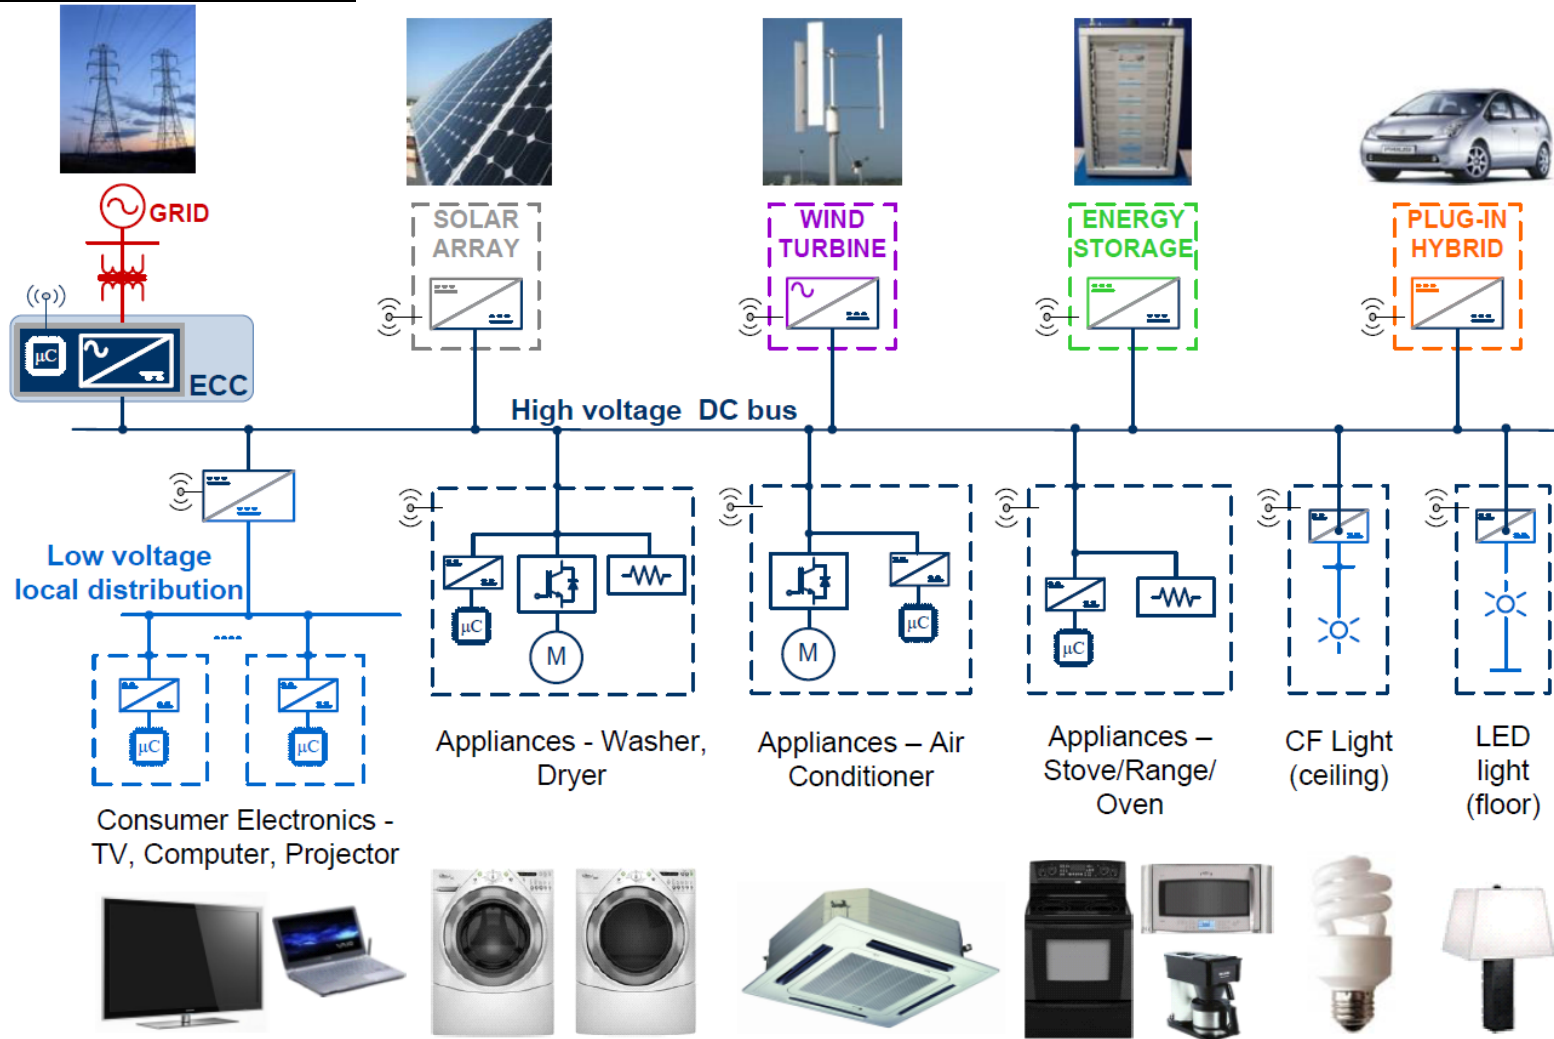 GRID
SOLAR
ARRAY
WIND
TURBINE
ENERGY
STORAGE
PLUG-IN
HYBRID
µC
ECC
High voltage DC bus
Low voltage
local distribution
µC
µC
µC
M
M
µC
µC
Consumer Electronics -
TV, Computer, Projector
Appliances - Washer,
Dryer
Appliances – Air
Conditioner
Appliances –
Stove/Range/
Oven
CF Light
(ceiling)
LED
light
(floor)